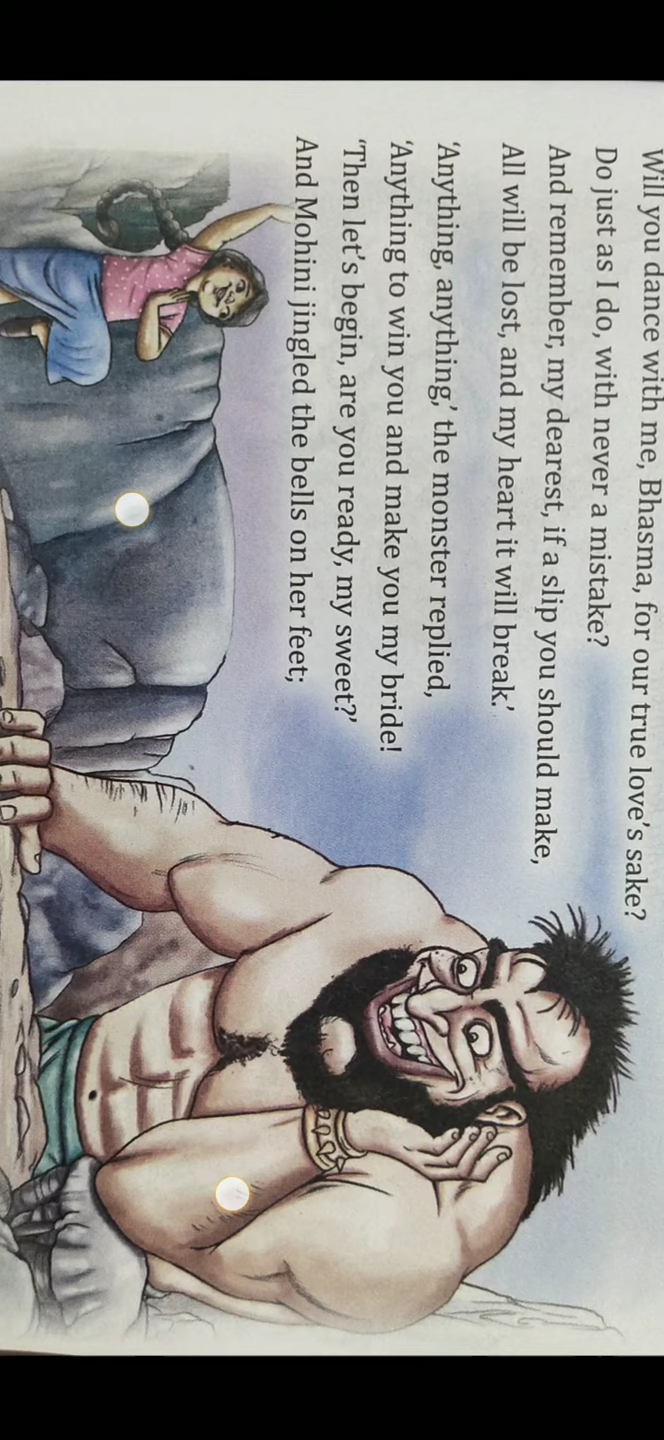 Will you dance with me, Bhasma, for our true love's sake?
Do just as I do, with never a mistake?
And remember, my dearest, if a slip you should make,
All will be lost, and my heart it will break.'
'Anything, anything,' the monster replied,
'Anything to win you and make you my bride!
'Then let's begin, are you ready, my sweet?'
And Mohini jingled the bells on her feet;